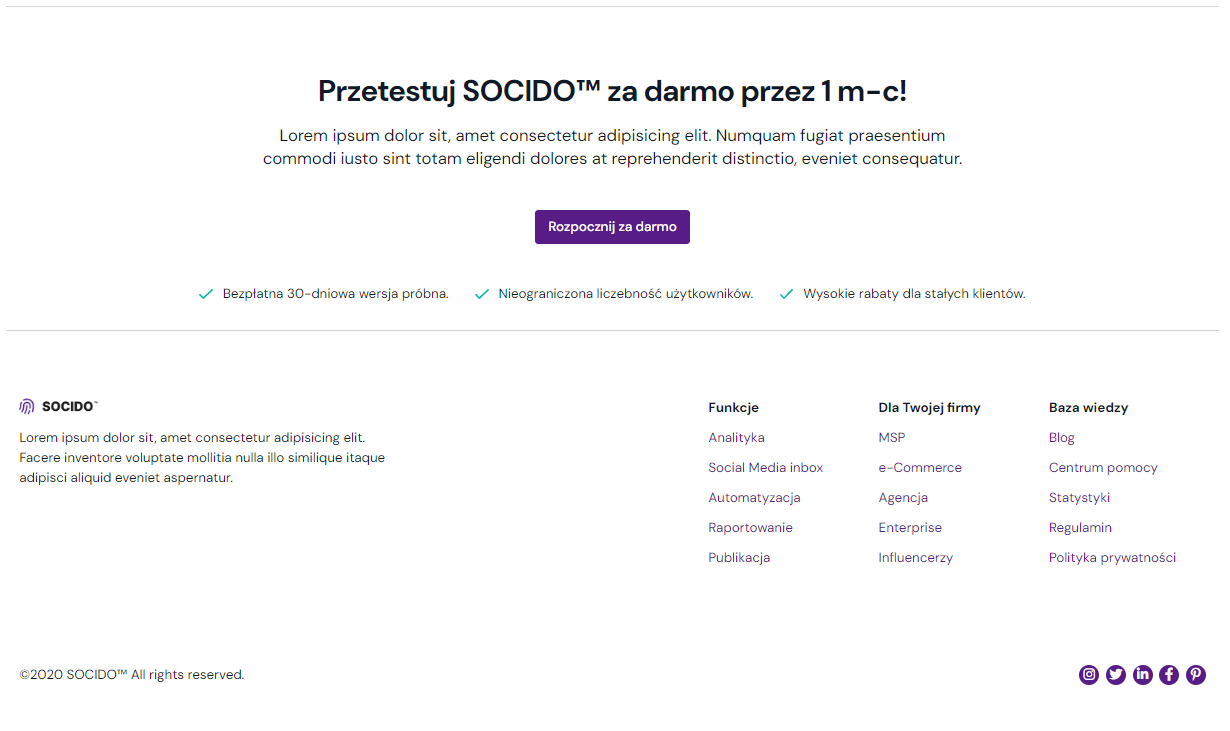 Przetestuj SOCIDO™ za darmo przez 1 m-c!
Lorem ipsum dolor sit, amet consectetur adipisicing elit. Numquam fugiat praesentium
commodi iusto sint totam eligendi dolores at reprehenderit distinctio, eveniet consequatur.
Rozpocznij za darmo
Bezpłatna 30-dniowa wersja próbna.
Nieograniczona liczebność użytkowników.
Wysokie rabaty dla stałych klientów.
SOCIDO™
Lorem ipsum dolor sit, amet consectetur adipisicing elit.
Facere inventore voluptate mollitia nulla illo similique itaque
adipisci aliquid eveniet aspernatur.
Funkcje
Analityka
Social Media inbox
Automatyzacja
Raportowanie
Publikacja
Dla Twojej firmy
MSP
e-Commerce
Agencja
Enterprise
Influencerzy
Baza wiedzy
Blog
Centrum pomocy
Statystyki
Regulamin
Polityka prywatności
©2020 SOCIDO™ All rights reserved.